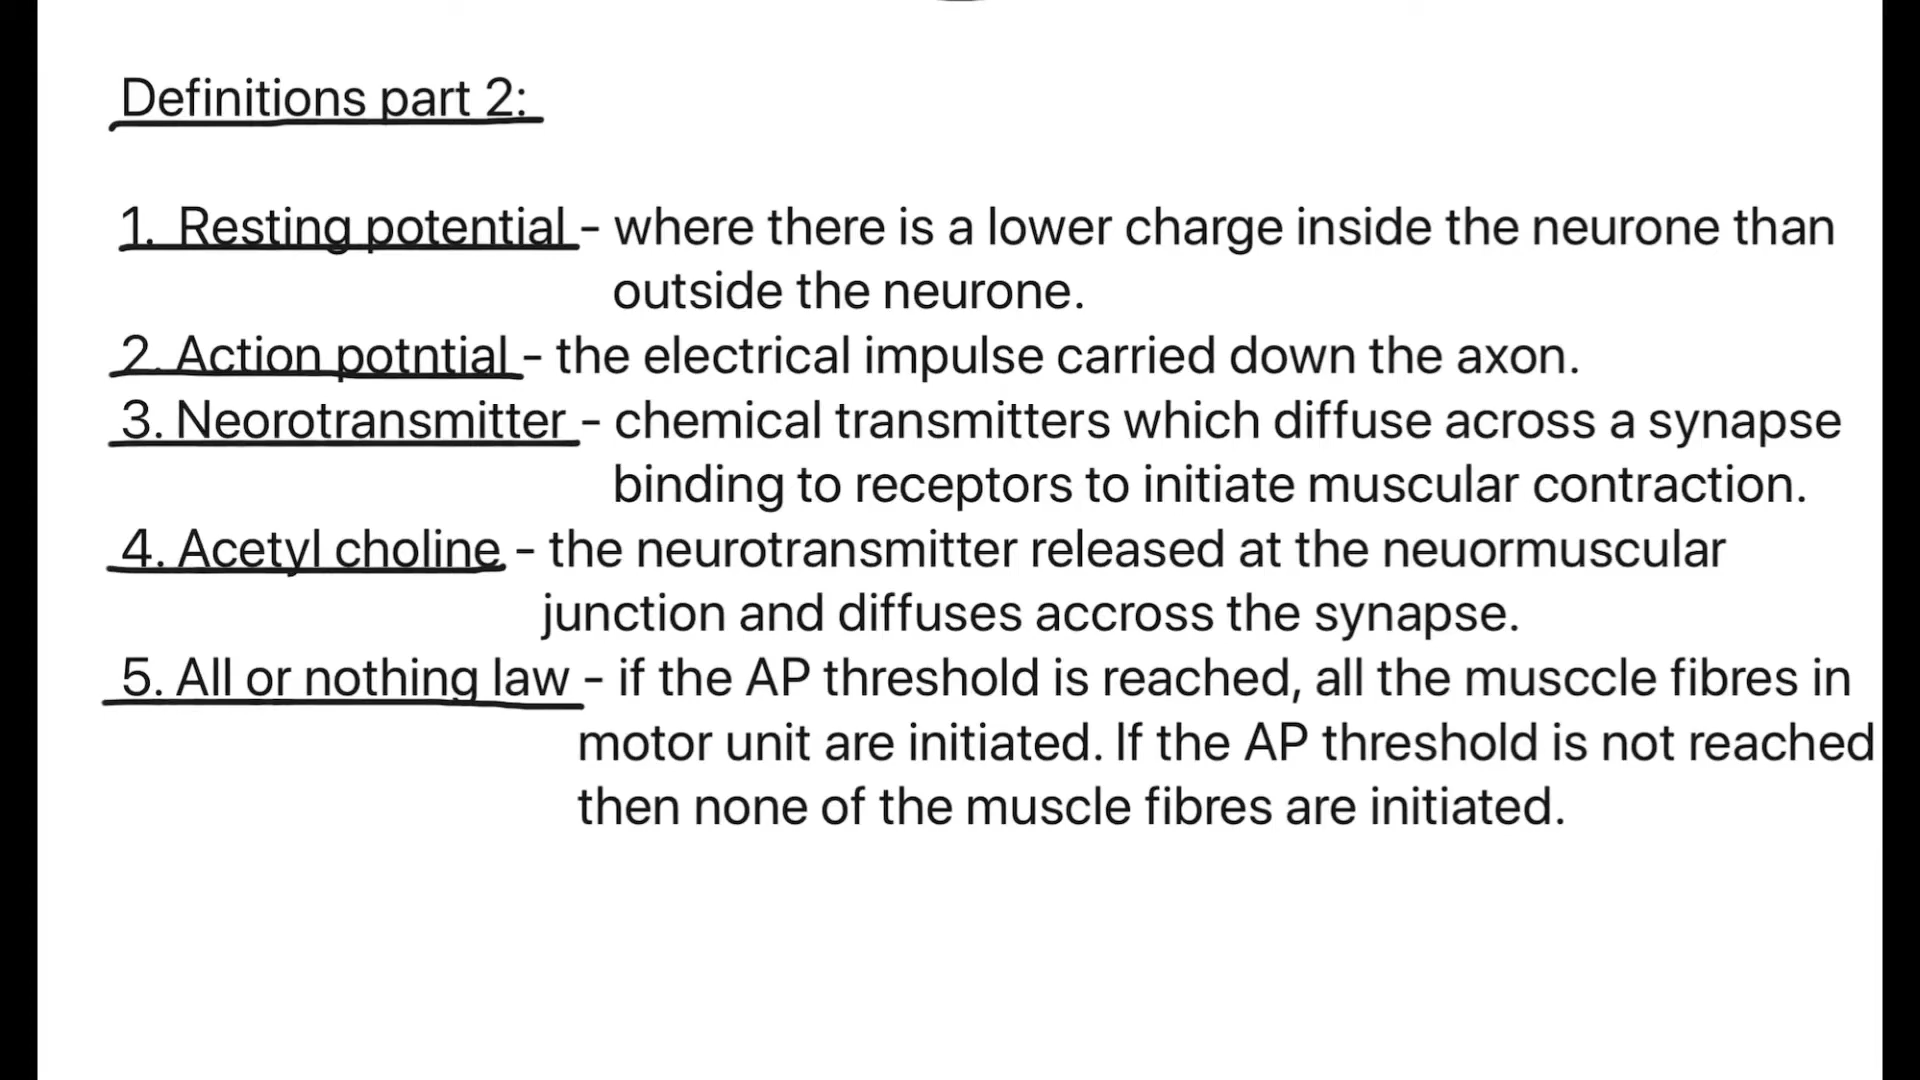 Definitions part 2:
1. Resting potential - where there is a lower charge inside the neurone than
outside the neurone.
2. Action potntial - the electrical impulse carried down the axon.
3. Neorotransmitter - chemical transmitters which diffuse across a synapse
binding to receptors to initiate muscular contraction.
4. Acetyl choline - the neurotransmitter released at the neuormuscular
junction and diffuses accross the synapse.
5. All or nothing law - if the AP threshold is reached, all the musccle fibres in
motor unit are initiated. If the AP threshold is not reached
then none of the muscle fibres are initiated.